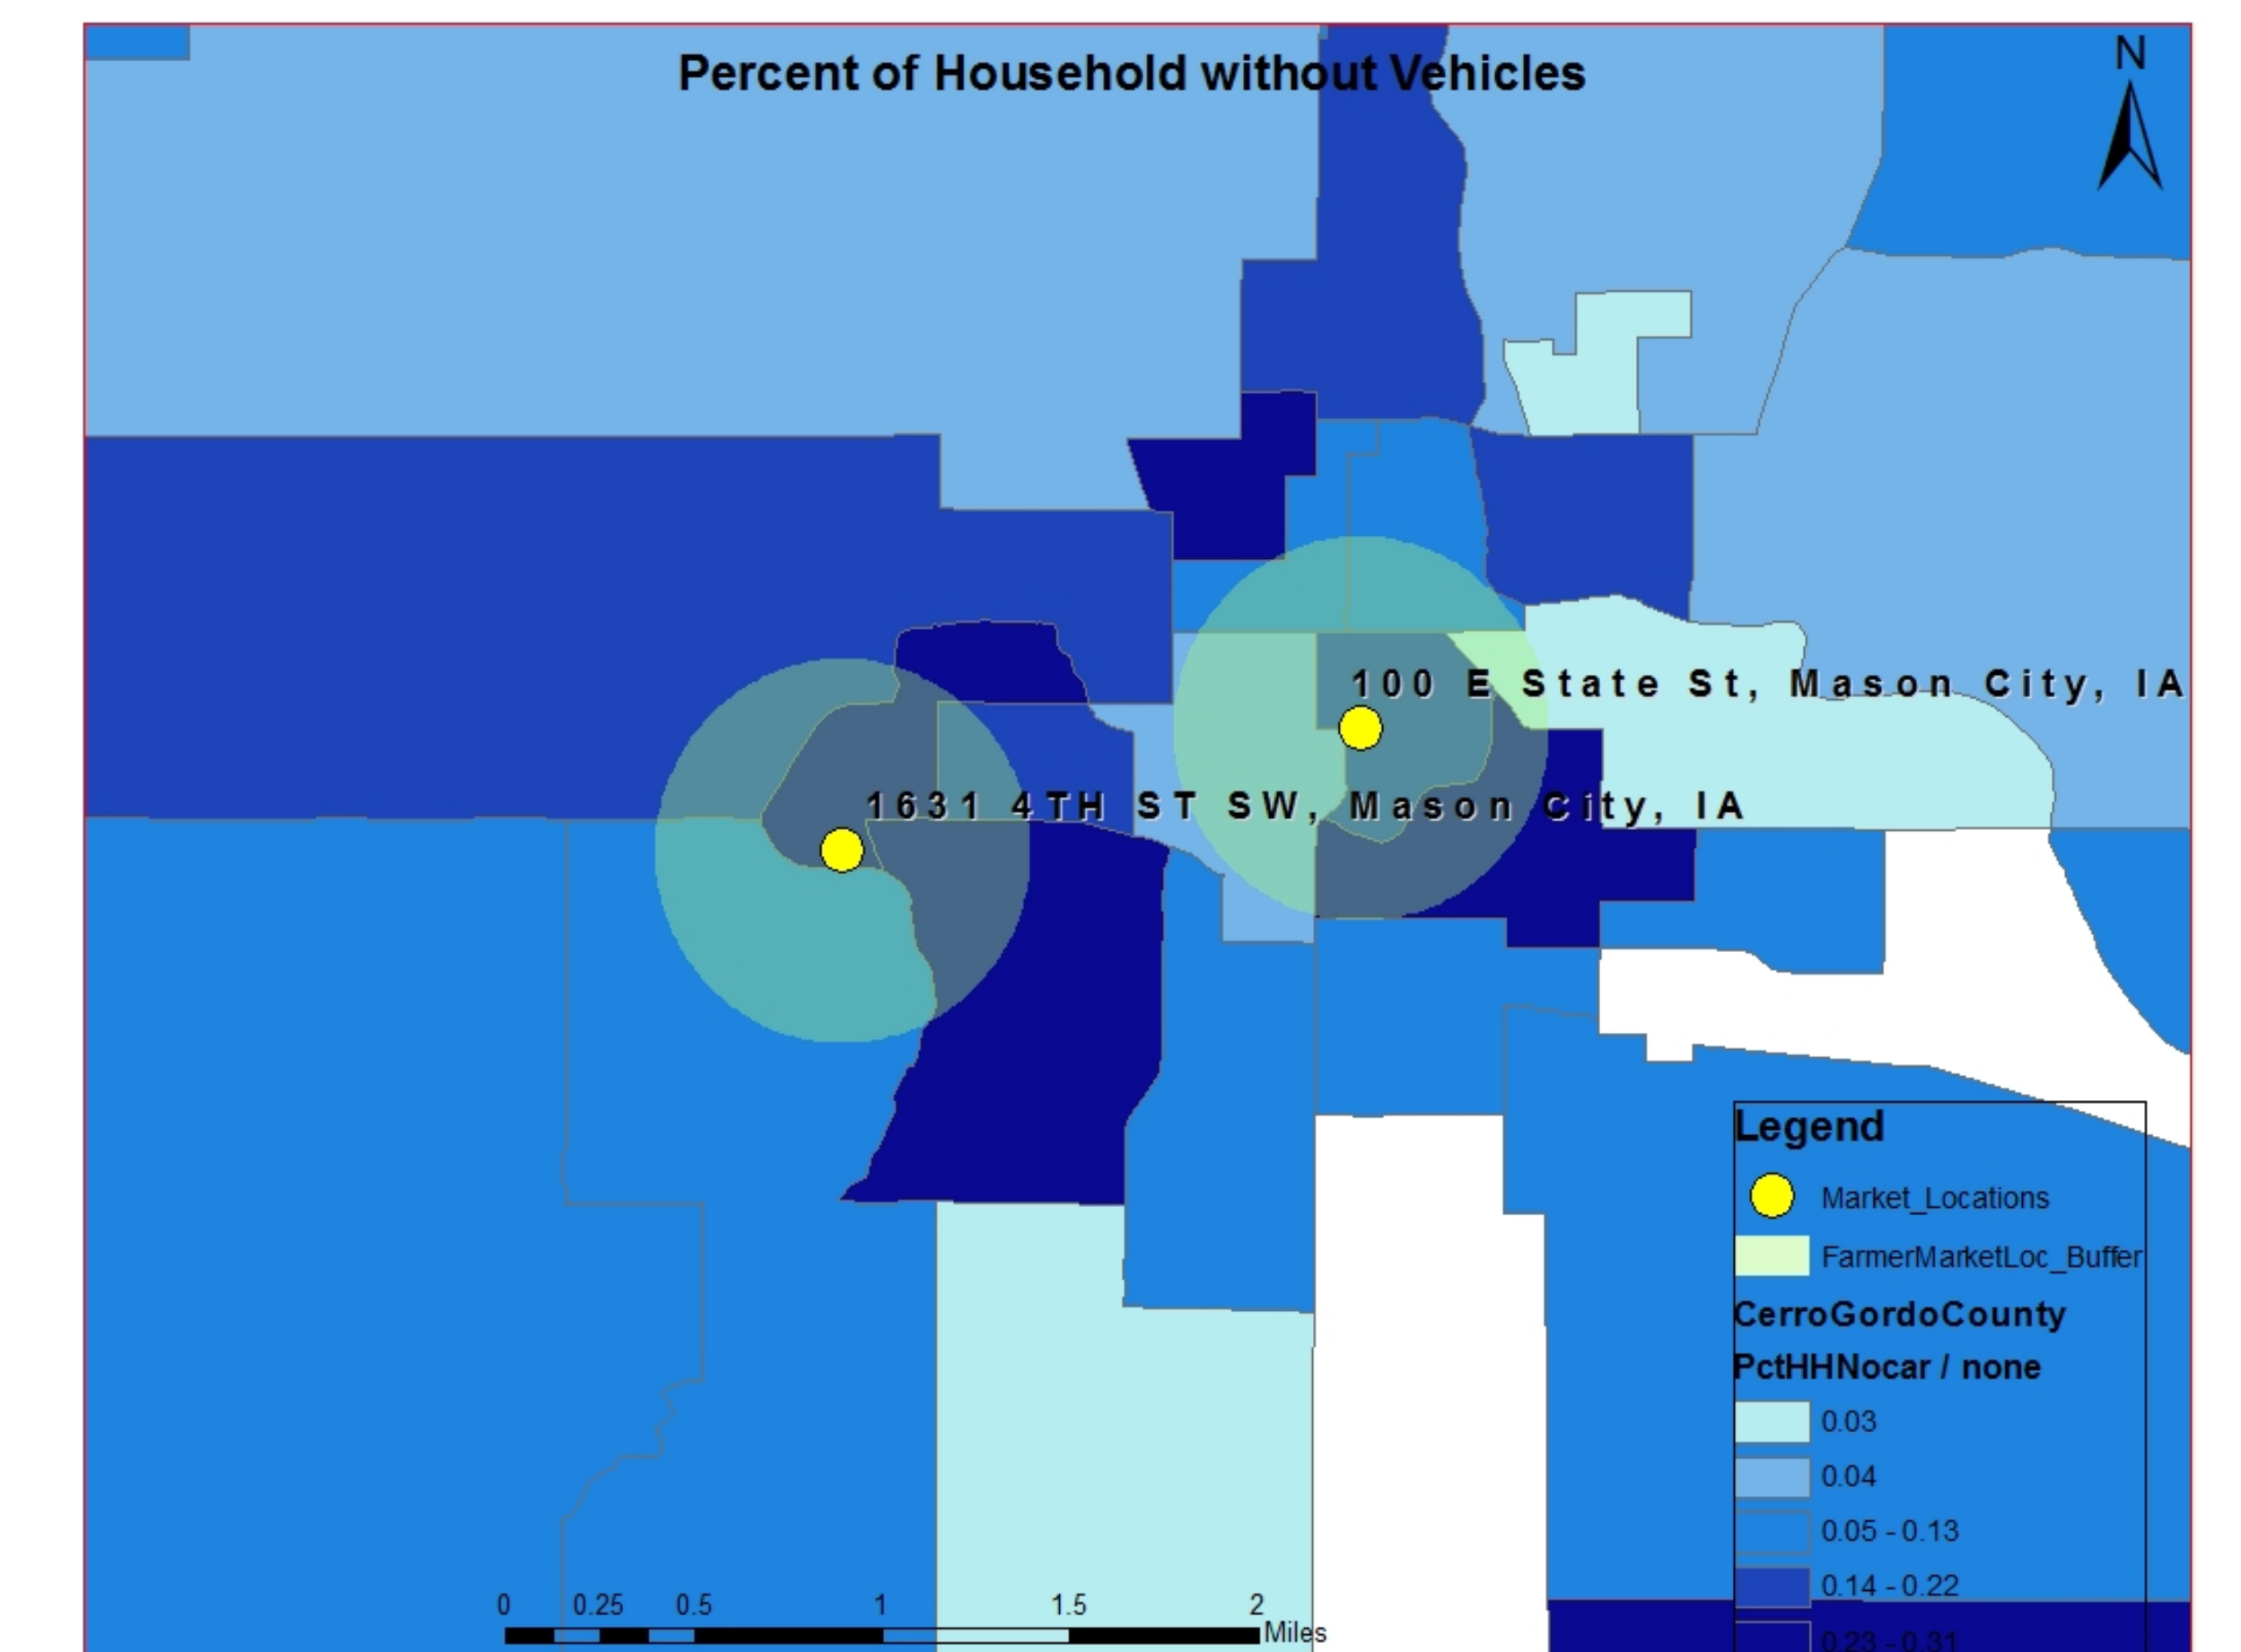 Percent of Household without Vehicles
N
100 E State St, Mason City, IA
1631 4TH ST SW, Mason City, IA
Legend
Market_Locations
FarmerMarketLoc_Buffer
CerroGordoCounty
PctHHNocar / none
0.03
0.04
0.05 - 0.13
0.14 - 0.22
0.23 - 0.31
0 0.25 0.5 1 1.5 2
Miles